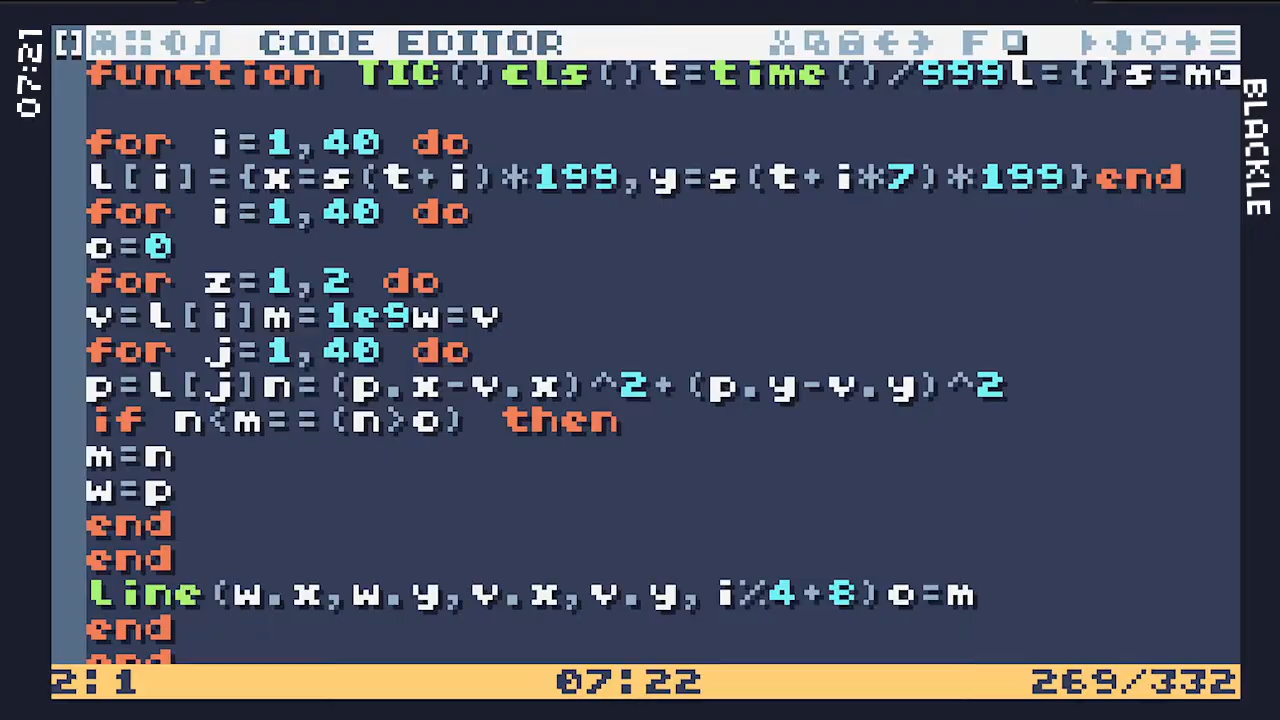 07:21
CODE EDITOR
F
function TIC()cls()t=time()/999l={}s=ma
for i=1,40 do
l[i]={x=s(t+i)*199,y=s(t+i*7)*199}end
for i=1,40 do
o=0
for z=1,2 do
v=l[i]m=1e9w=v
for j=1,40 do
p=l[j]n=(p.x-v.x)^2+(p.y-v.y)^2
if n<m==(n>o) then
m=n
w=p
end
end
line(w.x,w.y,v.x,v.y,i%4+8)o=m
end
end
2:1 07:22 269/332
BLACKLE